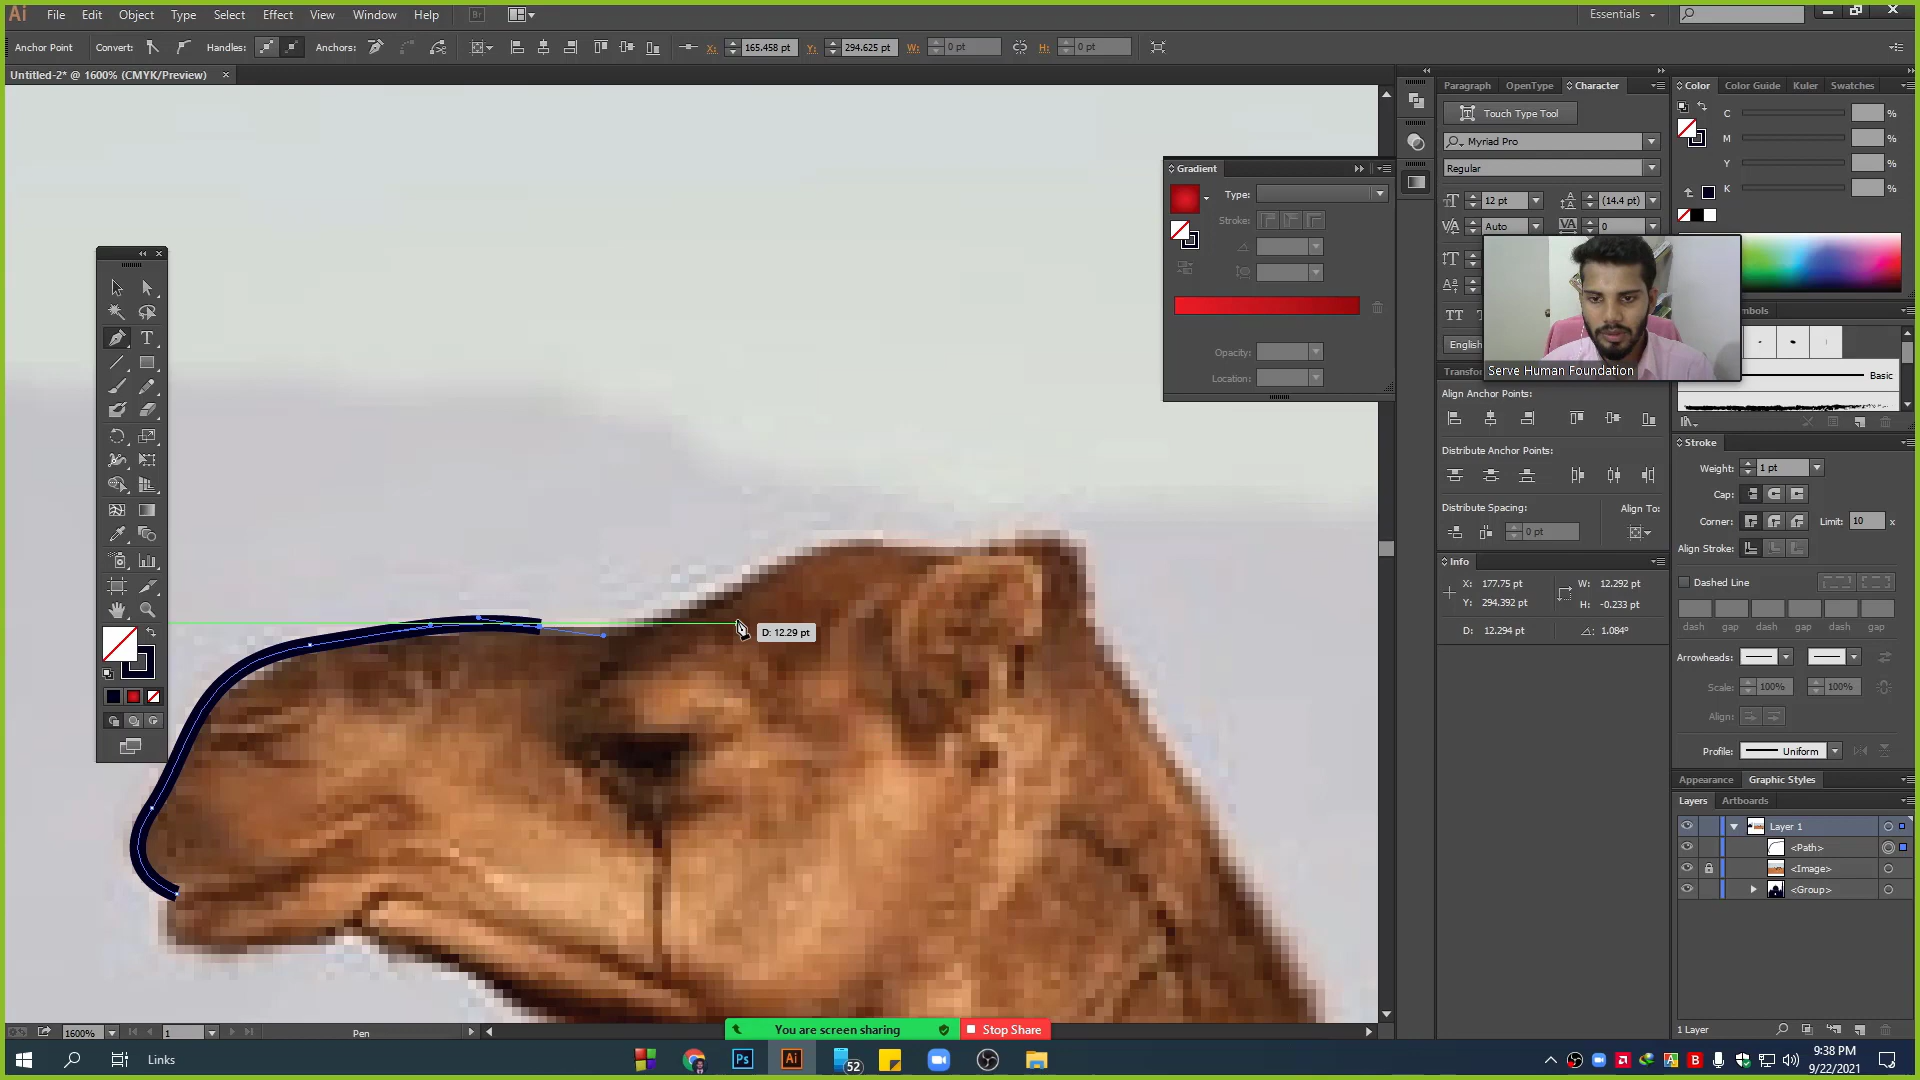 Ai File Edit Object Type Select Effect View Window Help Br Essentials
Anchor Point Convert: Handles: Anchors: X: 165.458 pt Y: 294.625 pt W: 0 pt H: 0 pt
Untitled-2* @ 1600% (CMYK/Preview) ×
Paragraph OpenType Character
Touch Type Tool
Myriad Pro
Regular
12 pt (14.4 pt)
Auto 0
English
Color Color Guide Kuler Swatches
C %
M %
Y %
K %
Gradient
Type:
Stroke:
Opacity:
Location:
Serve Human Foundation
Basic
Align Anchor Points:
Distribute Anchor Points:
Distribute Spacing: Align To:
0 pt
Info
X: 177.75 pt W: 12.292 pt
Y: 294.392 pt H: -0.233 pt
D: 12.294 pt 1.084°
Stroke
Weight: 1 pt
Cap:
Corner: Limit: 10 x
Align Stroke:
Dashed Line
dash gap dash gap dash gap
Arrowheads:
Scale: 100% 100%
Align:
Profile: Uniform
Appearance Graphic Styles
Layers Artboards
Layer 1
<Path>
<Image>
<Group>
1 Layer
D: 12.29 pt
1600% 1 Pen
You are screen sharing Stop Share
Links Ps Ai 52
9:38 PM
9/22/2021